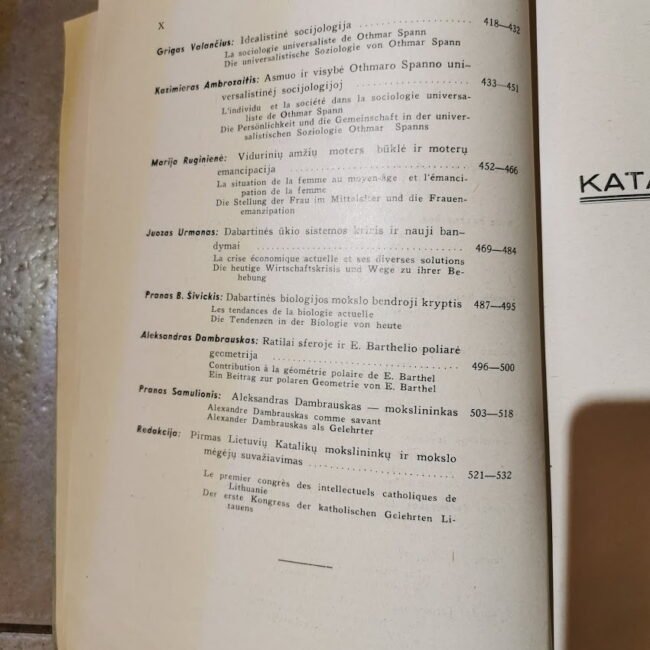 X
Grigas Valančius: Idealistinė socijologija . . . . . . . . . . 418—432
La sociologie universaliste de Othmar Spann
Die universalistische Soziologie von Othmar Spann
Kazimieras Ambrozaitis: Asmuo ir visybė Othmaro Spanno uni-
versalistinėj socijologijoj . . . . . . . . . . 433—451
L'individu et la société dans la sociologie universa-
liste de Othmar Spann
Die Persönlichkeit und die Gemeinschaft in der univer-
salistischen Soziologie Othmar Spanns
Marija Ruginienė: Vidurinių amžių moters būklė ir moterų
emancipacija . . . . . . . . . . 452—466
La situation de la femme au moyen-âge et l'émanci-
pation de la femme
Die Stellung der Frau im Mittelalter und die Frauen-
emanzipation
Juozas Urmanas: Dabartinės ūkio sistemos krizis ir nauji ban-
dymai . . . . . . . . . . 469—484
La crise économique actuelle et ses diverses solutions
Die heutige Wirtschaftskrisis und Wege zu ihrer Be-
hebung
Pranas B. Šivickis: Dabartinės biologijos mokslo bendroji kryptis 487—495
Les tendances de la biologie actuelle
Die Tendenzen in der Biologie von heute
Aleksandras Dambrauskas: Ratilai sferoje ir E. Barthelio poliarė
geometrija . . . . . . . . . . 496—500
Contribution à la géométrie polaire de E. Barthel
Ein Beitrag zur polaren Geometrie von E. Barthel
Pranas Samulionis: Aleksandras Dambrauskas — mokslininkas 503—518
Alexandre Dambrauskas comme savant
Alexander Dambrauskas als Gelehrter
Redakcija: Pirmas Lietuvių Katalikų mokslininkų ir mokslo
mėgėjų suvažiavimas . . . . . . . . . . 521—532
Le premier congrès des intellectuels catholiques de
Lithuanie
Der erste Kongress der katholischen Gelehrten Li-
tauens
KATA